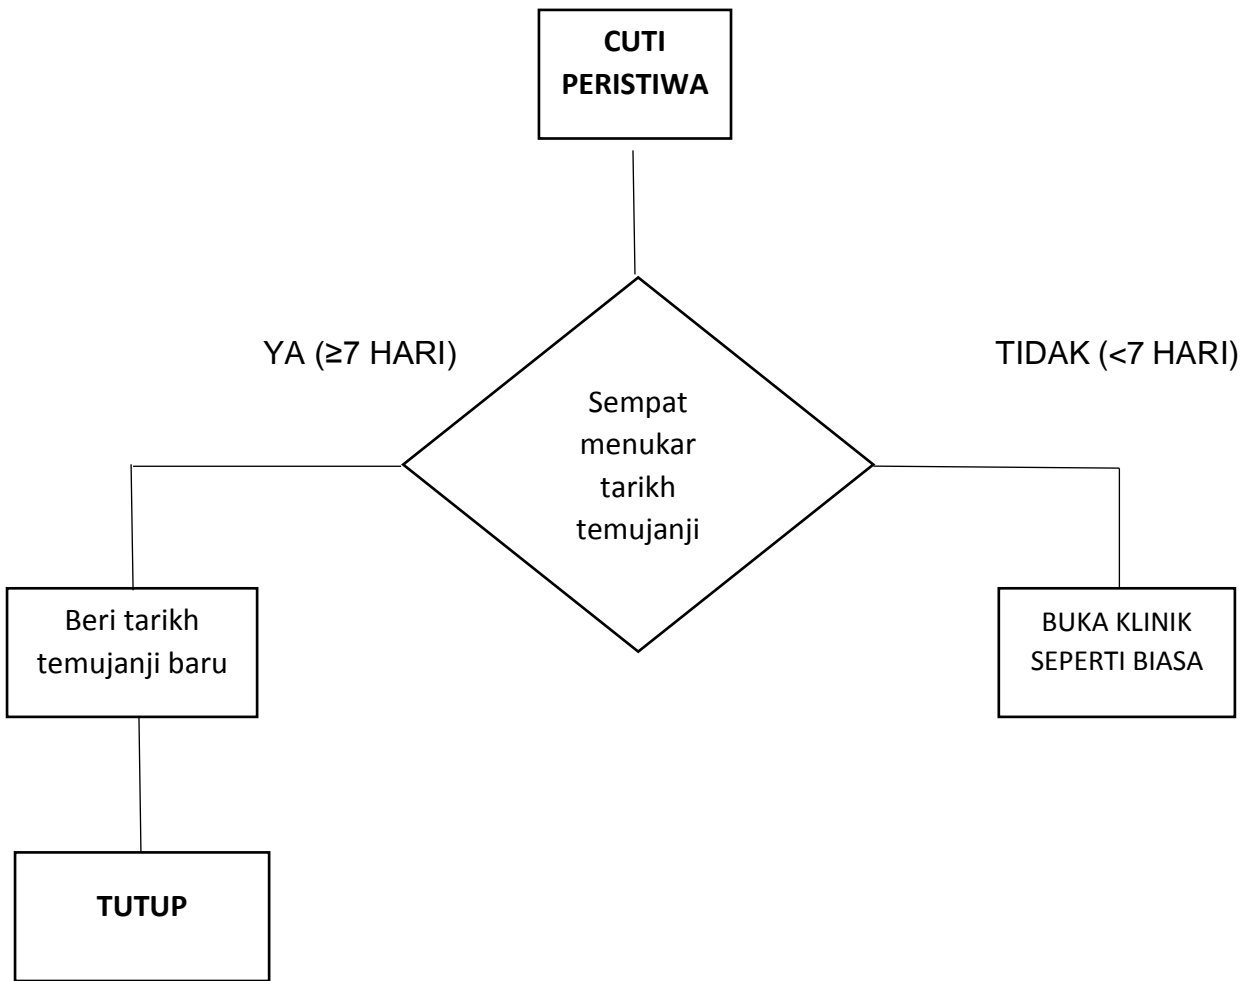 CUTI
PERISTIWA
YA (≥7 HARI)
TIDAK (<7 HARI)
Sempat
menukar
tarikh
temujanji
Beri tarikh
temujanji baru
BUKA KLINIK
SEPERTI BIASA
TUTUP